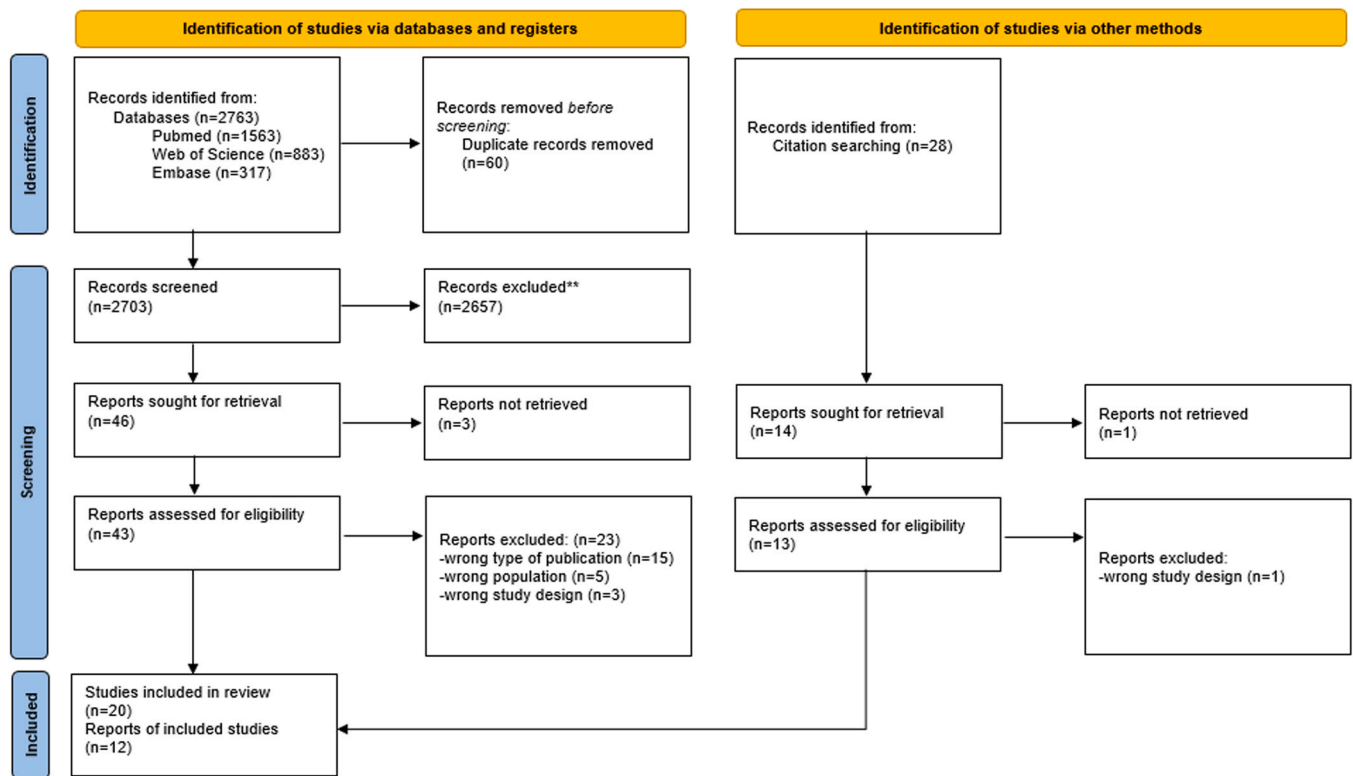 Identification of studies via databases and registers
Identification of studies via other methods
Identification
Records identified from:
Databases (n=2763)
Pubmed (n=1563)
Web of Science (n=883)
Embase (n=317)
Records removed before
screening:
Duplicate records removed
(n=60)
Records identified from:
Citation searching (n=28)
Screening
Records screened
(n=2703)
Records excluded**
(n=2657)
Reports sought for retrieval
(n=46)
Reports not retrieved
(n=3)
Reports sought for retrieval
(n=14)
Reports not retrieved
(n=1)
Reports assessed for eligibility
(n=43)
Reports excluded: (n=23)
-wrong type of publication (n=15)
-wrong population (n=5)
-wrong study design (n=3)
Reports assessed for eligibility
(n=13)
Reports excluded:
-wrong study design (n=1)
Included
Studies included in review
(n=20)
Reports of included studies
(n=12)